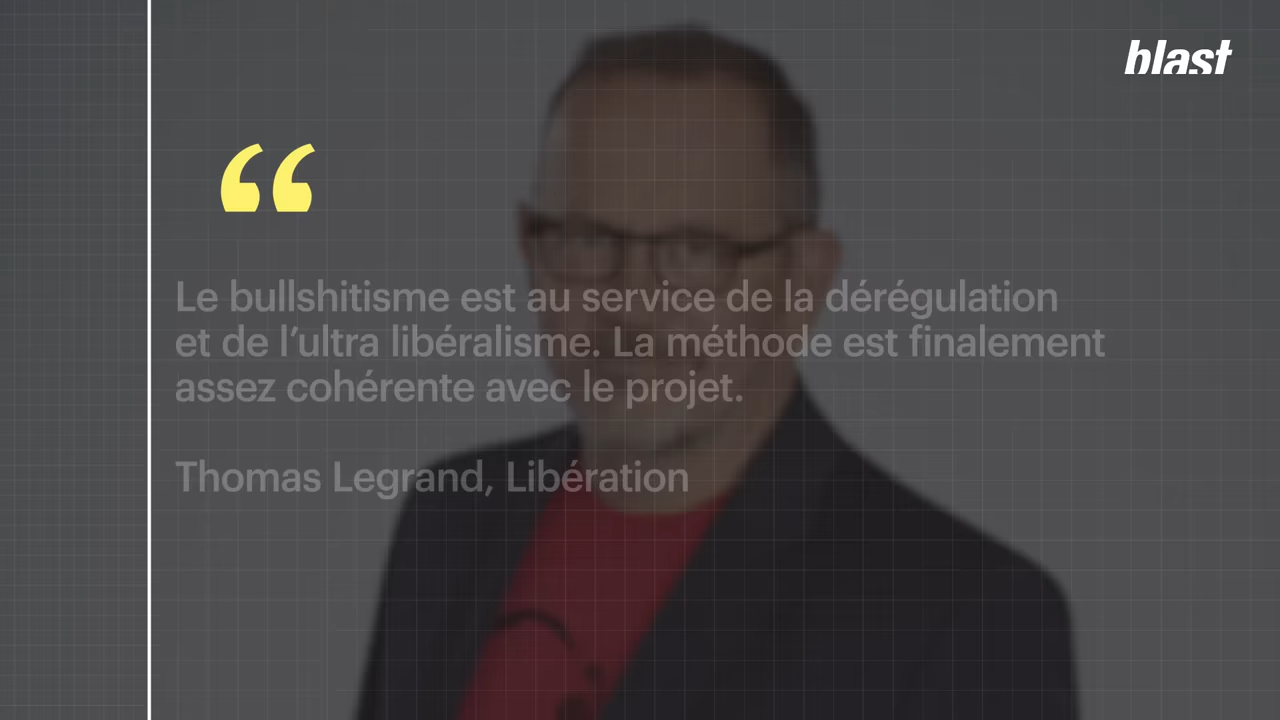 blast
“
Le bullshitisme est au service de la dérégulation
et de l’ultra libéralisme. La méthode est finalement
assez cohérente avec le projet.
Thomas Legrand, Libération